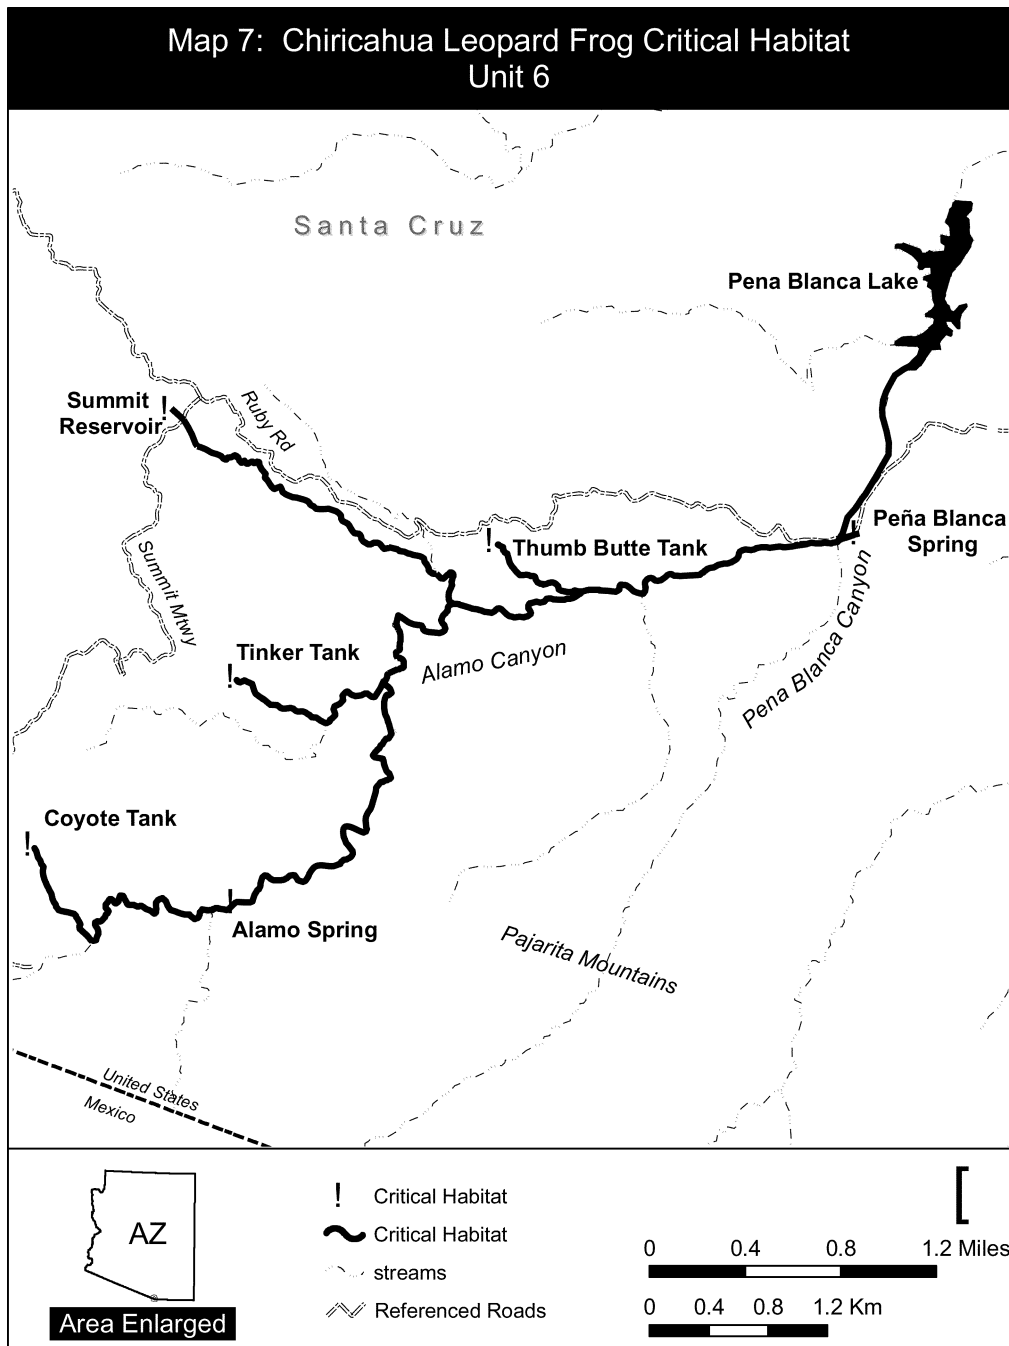 Map 7:  Chiricahua Leopard Frog Critical Habitat
Unit 6
Santa Cruz
Pena Blanca Lake
Summit
Reservoir
!
Ruby Rd
!
Thumb Butte Tank
Peña Blanca
Spring
!
Summit Mtwy
Tinker Tank
!
Alamo Canyon
Pena Blanca Canyon
Coyote Tank
!
!
Alamo Spring
Pajarita Mountains
United States
Mexico
AZ
Area Enlarged
! Critical Habitat
Critical Habitat
streams
Referenced Roads
[
0 0.4 0.8 1.2 Miles
0 0.4 0.8 1.2 Km